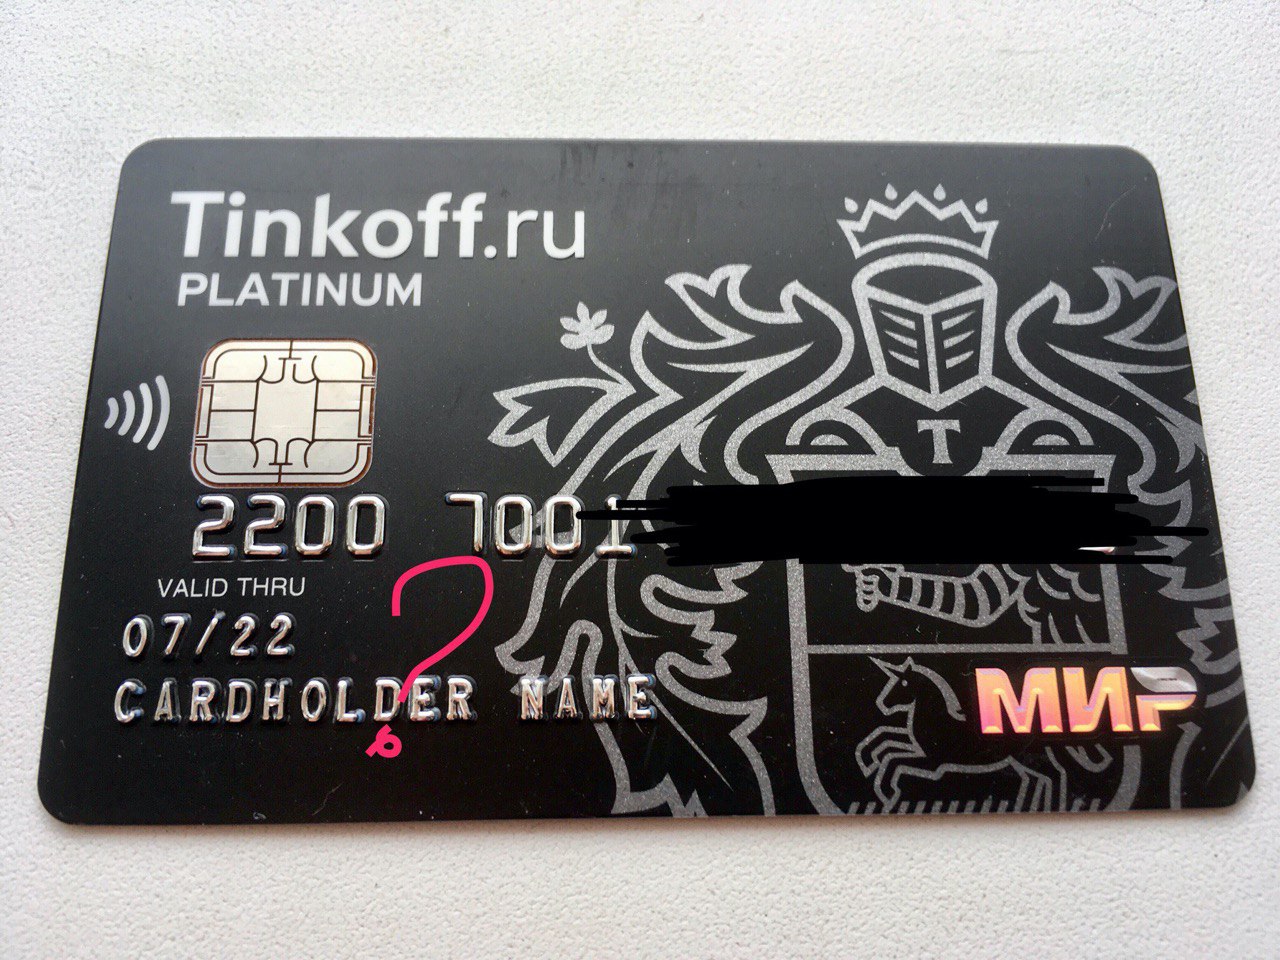 Tinkoff.ru
PLATINUM
T
2200 7001
VALID THRU
07/22
CARDHOLDER NAME
МИР
?